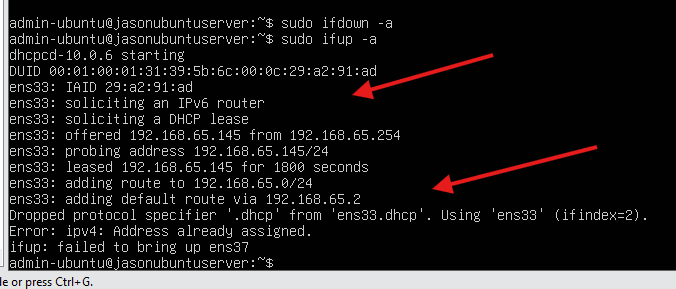 admin-ubuntu@jasonubuntuserver:~$ sudo ifdown -a
admin-ubuntu@jasonubuntuserver:~$ sudo ifup -a
dhcpcd-10.0.6 starting
DUID 00:01:00:01:31:39:5b:6c:00:0c:29:a2:91:ad
ens33: IAID 29:a2:91:ad
ens33: soliciting an IPv6 router
ens33: soliciting a DHCP lease
ens33: offered 192.168.65.145 from 192.168.65.254
ens33: probing address 192.168.65.145/24
ens33: leased 192.168.65.145 for 1800 seconds
ens33: adding route to 192.168.65.0/24
ens33: adding default route via 192.168.65.2
Dropped protocol specifier '.dhcp' from 'ens33.dhcp'. Using 'ens33' (ifindex=2).
Error: ipv4: Address already assigned.
ifup: failed to bring up ens37
admin-ubuntu@jasonubuntuserver:~$
or press Ctrl+G.